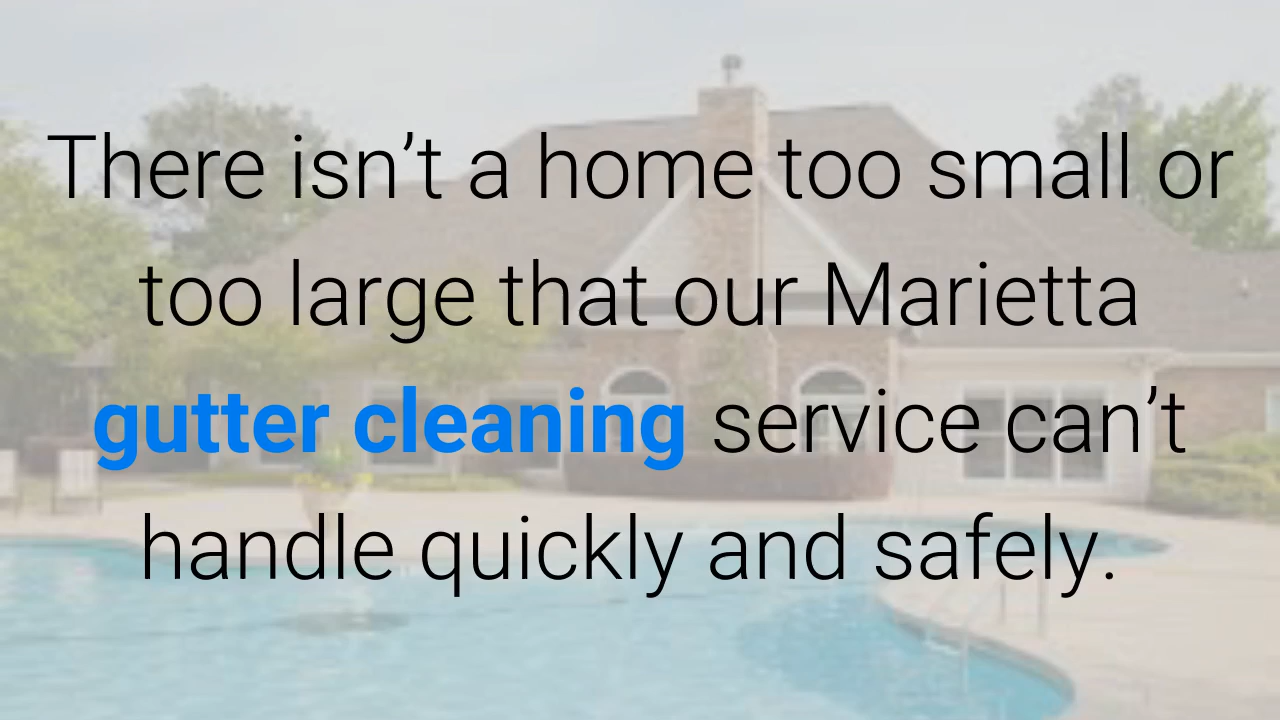 There isn’t a home too small or
too large that our Marietta
gutter cleaning service can’t
handle quickly and safely.